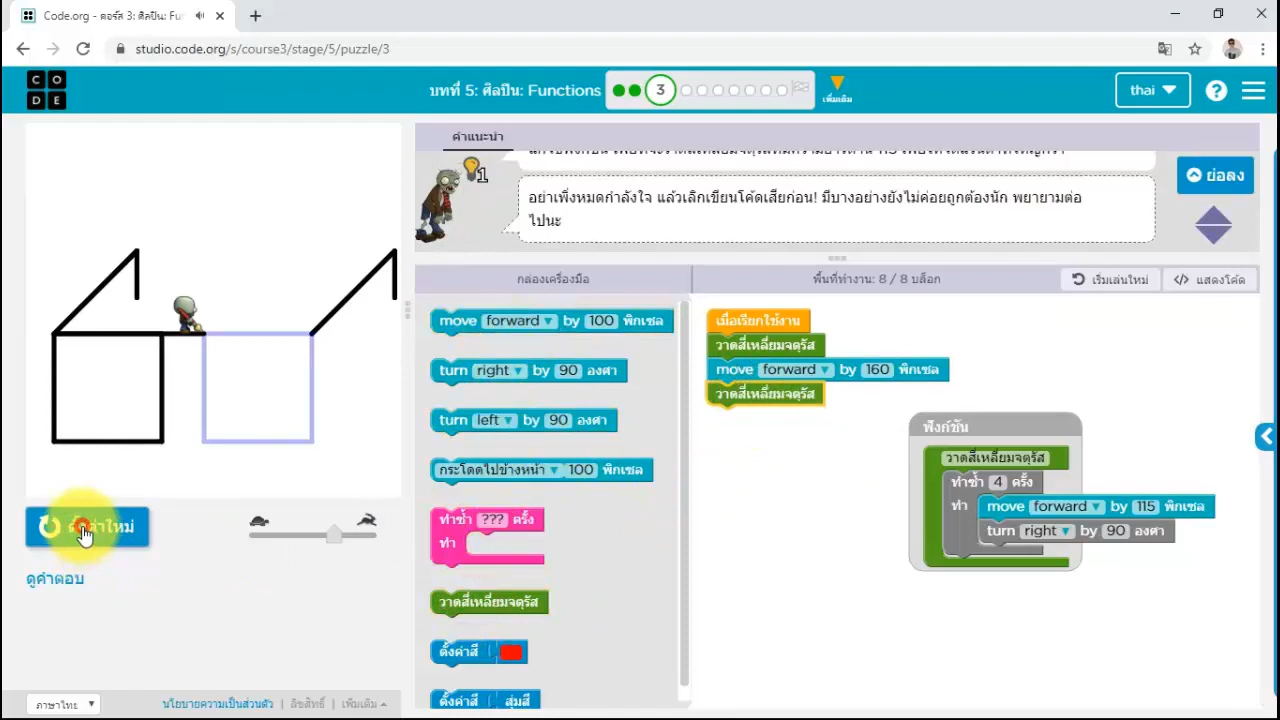 Code.org - คอร์ส 3: ศิลปิน: Fur
studio.code.org/s/course3/stage/5/puzzle/3
C O
D E
บทที่ 5: ศิลปิน: Functions
3
เพิ่มเติม
thai
?
คำแนะนำ
1
อย่าเพิ่งหมดกำลังใจ แล้วเลิกเขียนโค้ดเสียก่อน! มีบางอย่างยังไม่ค่อยถูกต้องนัก พยายามต่อ
ไปนะ
ย่อลง
กล่องเครื่องมือ
พื้นที่ทำงาน: 8 / 8 บล็อก
เริ่มเล่นใหม่
แสดงโค้ด
move forward by 100 พิกเซล
turn right by 90 องศา
turn left by 90 องศา
กระโดดไปข้างหน้า 100 พิกเซล
ทำซ้ำ ??? ครั้ง
ทำ
วาดสี่เหลี่ยมจตุรัส
ตั้งค่าสี
ตั้งค่าสี สุ่มสี
เมื่อเรียกใช้งาน
วาดสี่เหลี่ยมจตุรัส
move forward by 160 พิกเซล
วาดสี่เหลี่ยมจตุรัส
ฟังก์ชัน
วาดสี่เหลี่ยมจตุรัส
ทำซ้ำ 4 ครั้ง
ทำ
move forward by 115 พิกเซล
turn right by 90 องศา
ดูคำตอบ
ภาษาไทย
นโยบายความเป็นส่วนตัว
ลิขสิทธิ์
เพิ่มเติม